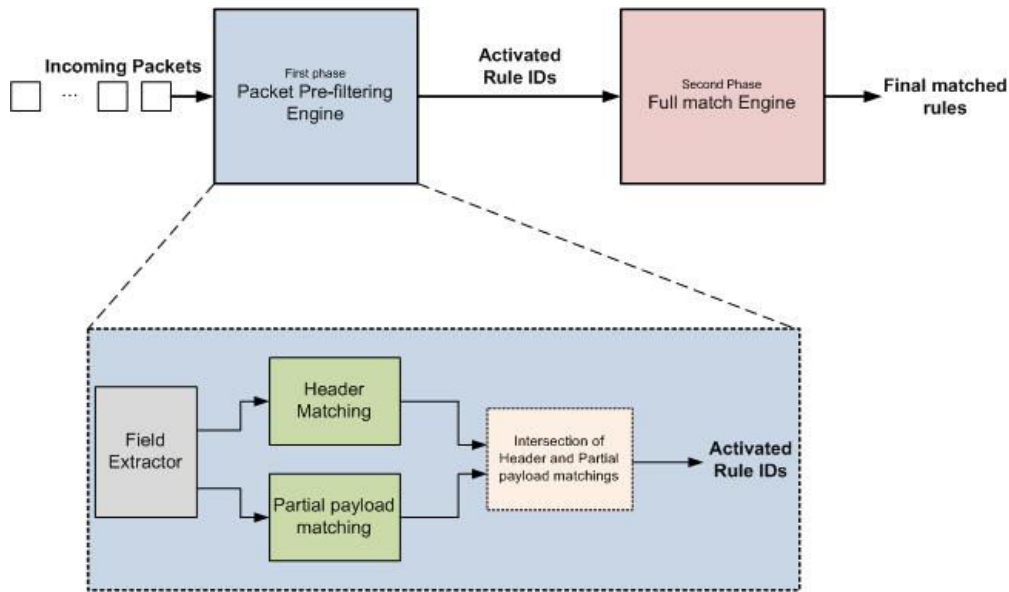 Incoming Packets
...
First phase
Packet Pre-filtering
Engine
Activated
Rule IDs
Second Phase
Full match Engine
Final matched
rules
Field
Extractor
Header
Matching
Partial payload
matching
Intersection of
Header and Partial
payload matchings
Activated
Rule IDs